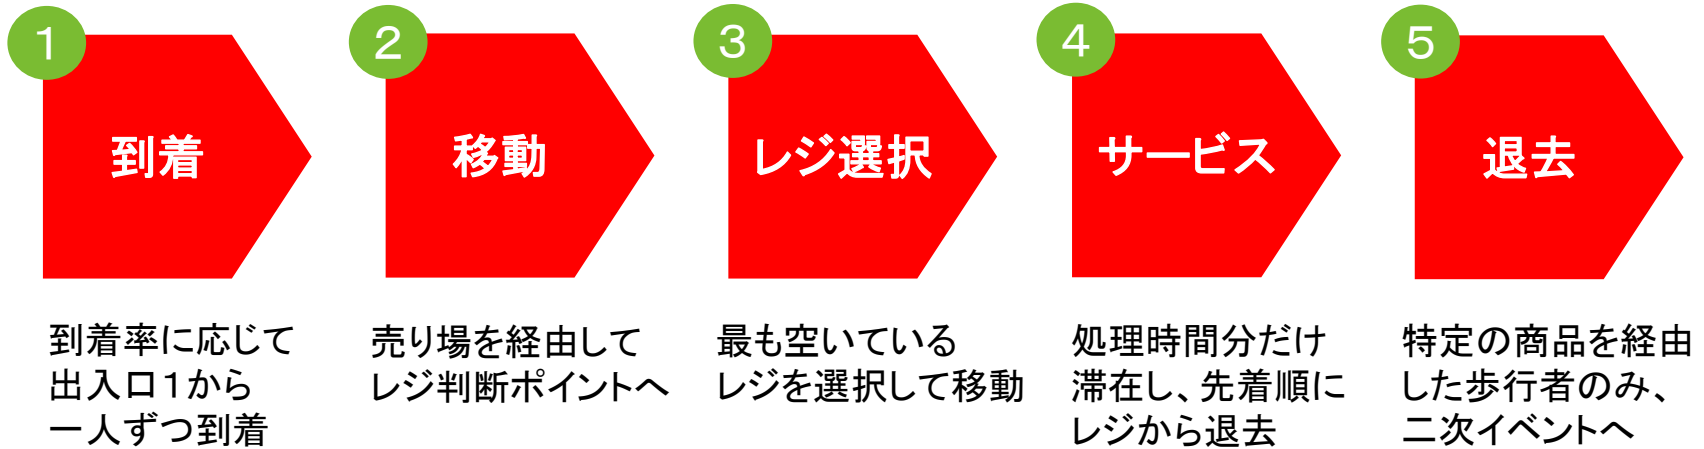 1
到着
到着率に応じて
出入口１から
一人ずつ到着
2
移動
売り場を経由して
レジ判断ポイントへ
3
レジ選択
最も空いている
レジを選択して移動
4
サービス
処理時間分だけ
滞在し、先着順に
レジから退去
5
退去
特定の商品を経由
した歩行者のみ、
二次イベントへ